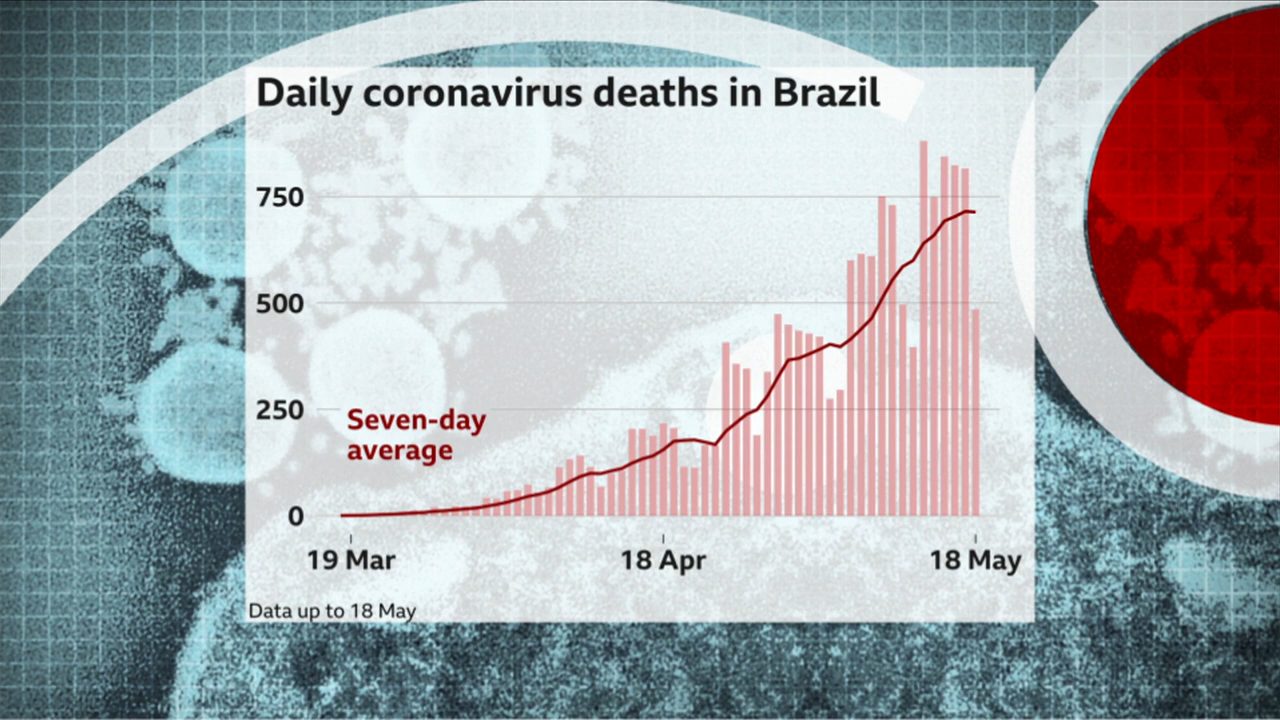 Daily coronavirus deaths in Brazil
750
500
250
Seven-day
average
0
19 Mar 18 Apr 18 May
Data up to 18 May